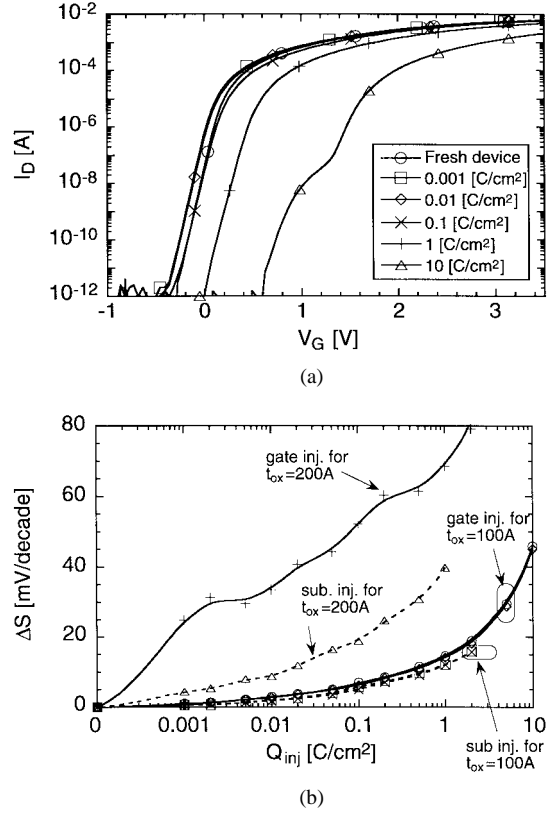 10⁻²
10⁻⁴
10⁻⁶
10⁻⁸
10⁻¹⁰
10⁻¹²
I_D [A]
Fresh device
0.001 [C/cm²]
0.01 [C/cm²]
0.1 [C/cm²]
1 [C/cm²]
10 [C/cm²]
-1 0 1 2 3
V_G [V]
(a)
80
60
40
20
0
ΔS [mV/decade]
gate inj. for
t_ox=200A
gate inj. for
t_ox=100A
sub. inj. for
t_ox=200A
0 0.001 0.01 0.1 1 10
Q_inj [C/cm²]
sub inj. for
t_ox=100A
(b)